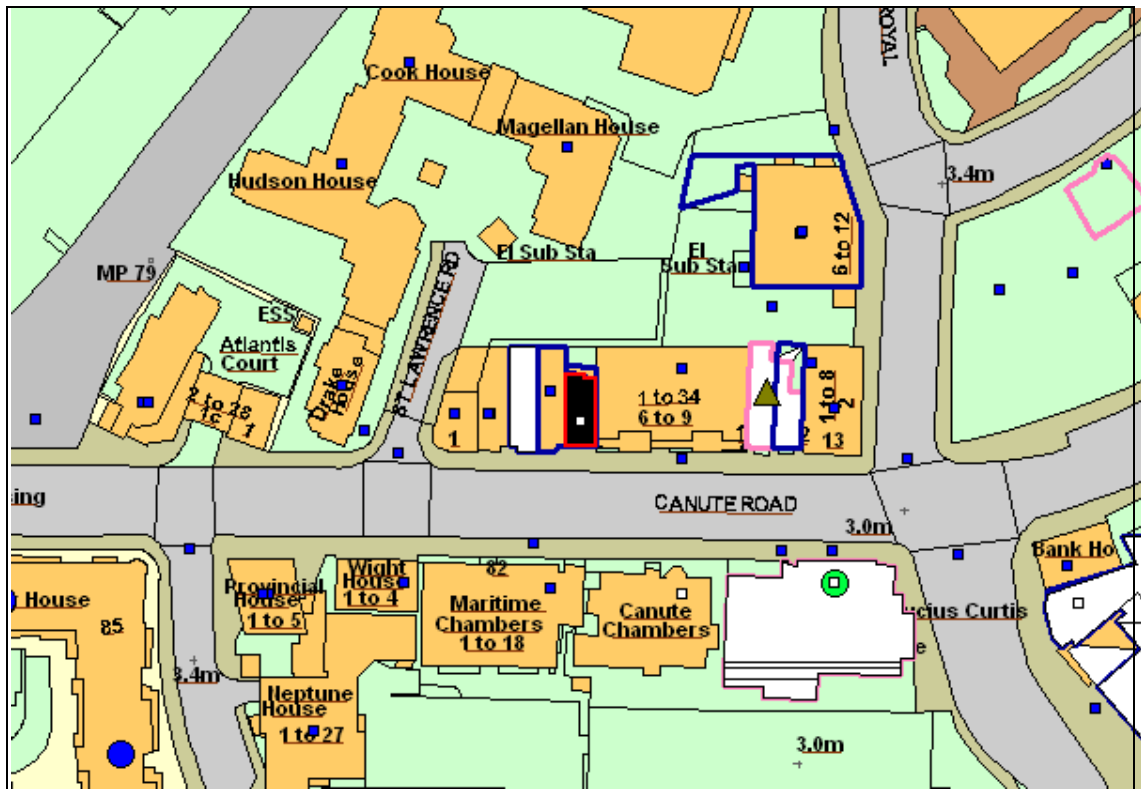 ROYAL
Cook House
Magellan House
3.4m
Hudson House
6 to 12
El Sub Sta
El
Sub Sta
MP 79
ESS
Atlantis
Court
ST LAWRENCE RD
Drake
House
2 to 28
1c
1
1
1 to 34
6 to 9
1 to 8
2
13
CANUTE ROAD
3.0m
Bank Ho
Wight
House
1 to 4
82
Provincial
House
1 to 5
Maritime
Chambers
1 to 18
Canute
Chambers
ucius Curtis
House
85
3.4m
Neptune
House
1 to 27
3.0m